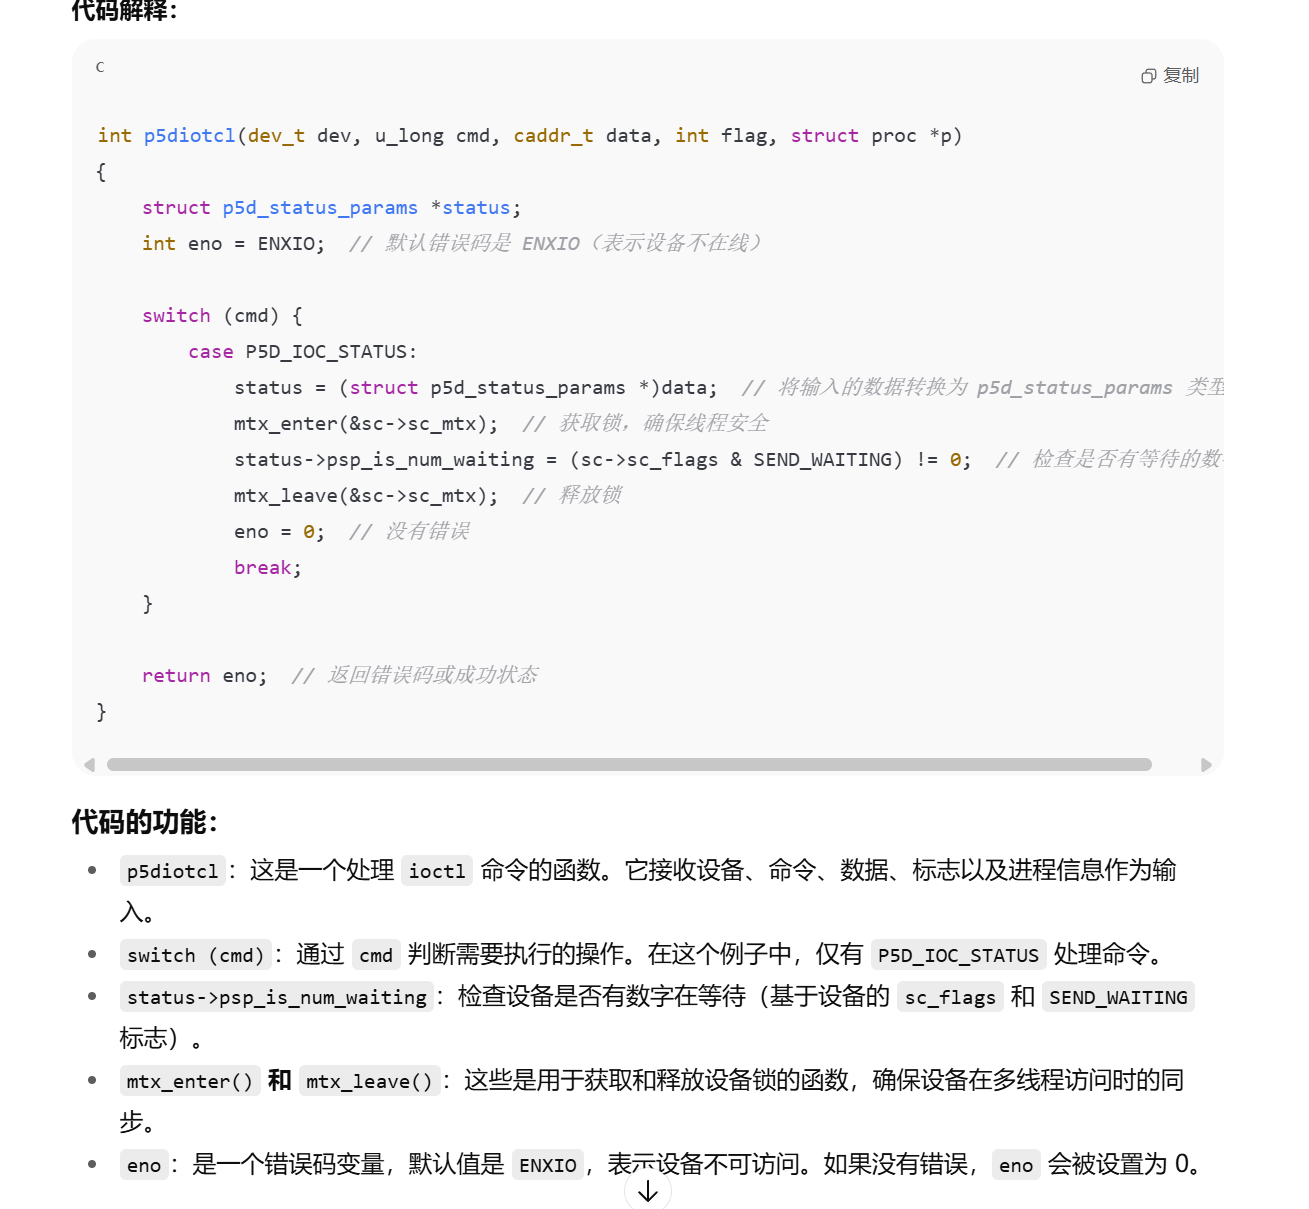 代码解释：
c
复制
int p5diotcl(dev_t dev, u_long cmd, caddr_t data, int flag, struct proc *p)
{
struct p5d_status_params *status;
int eno = ENXIO;  // 默认错误码是 ENXIO（表示设备不在线）
switch (cmd) {
case P5D_IOC_STATUS:
status = (struct p5d_status_params *)data;  // 将输入的数据转换为 p5d_status_params 类型
mtx_enter(&sc->sc_mtx);  // 获取锁，确保线程安全
status->psp_is_num_waiting = (sc->sc_flags & SEND_WAITING) != 0;  // 检查是否有等待的数
mtx_leave(&sc->sc_mtx);  // 释放锁
eno = 0;  // 没有错误
break;
}
return eno;  // 返回错误码或成功状态
}
代码的功能：
p5diotcl：这是一个处理 ioctl 命令的函数。它接收设备、命令、数据、标志以及进程信息作为输
入。
switch (cmd)：通过 cmd 判断需要执行的操作。在这个例子中，仅有 P5D_IOC_STATUS 处理命令。
status->psp_is_num_waiting：检查设备是否有数字在等待（基于设备的 sc_flags 和 SEND_WAITING
标志）。
mtx_enter() 和 mtx_leave()：这些是用于获取和释放设备锁的函数，确保设备在多线程访问时的同
步。
eno：是一个错误码变量，默认值是 ENXIO，表示设备不可访问。如果没有错误，eno 会被设置为 0。